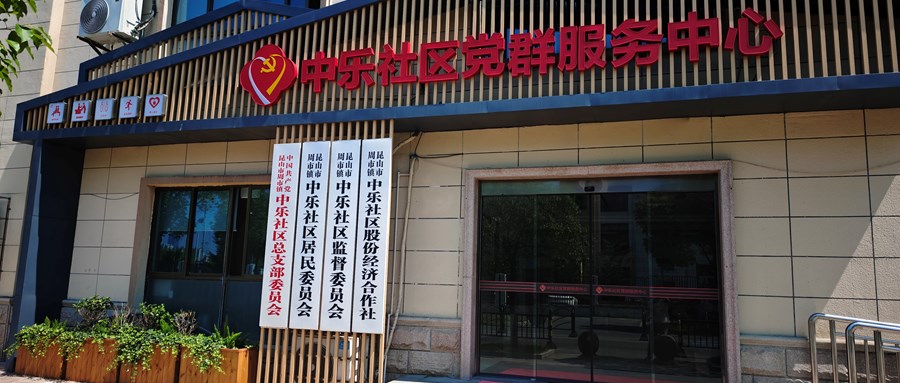 中乐社区党群服务中心
中国共产党
昆山市周市镇
中乐社区总支部委员会
昆山市
周市镇
中乐社区居民委员会
昆山市
周市镇
中乐社区监督委员会
昆山市
周市镇
中乐社区股份经济合作社